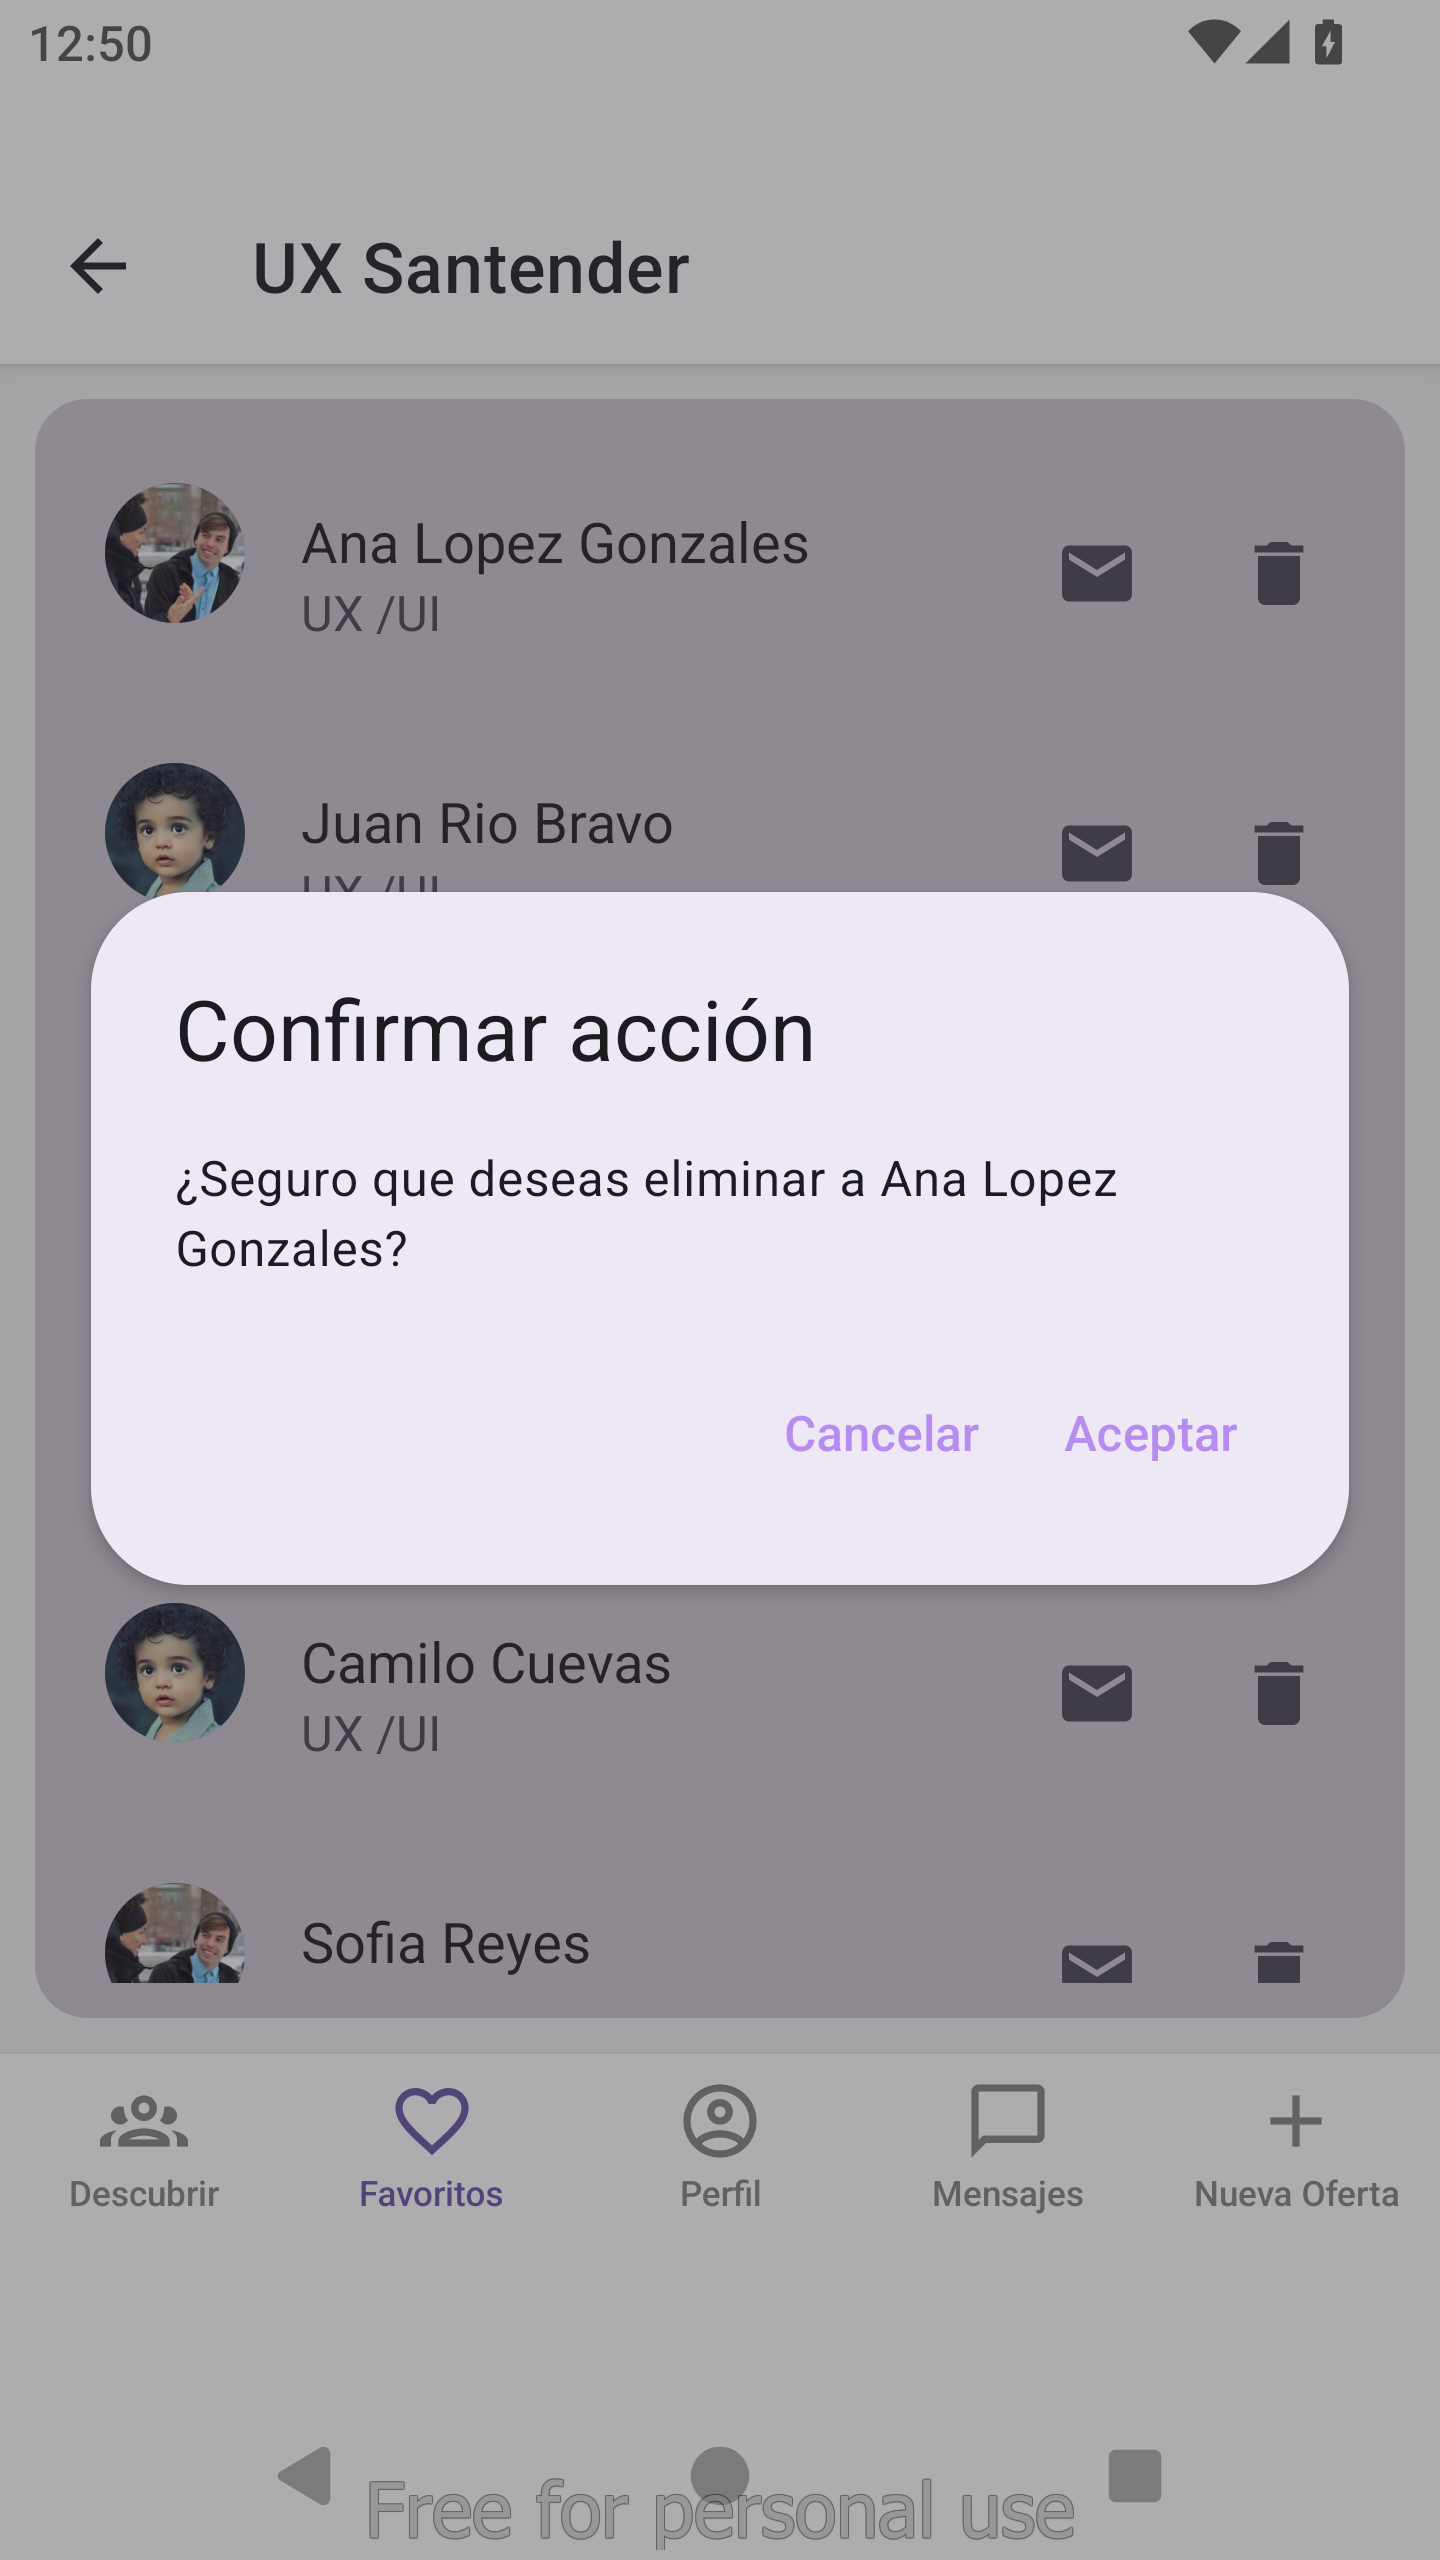 12:50
UX Santender
Ana Lopez Gonzales
UX /UI
Juan Rio Bravo
UX /UI
Confirmar acción
¿Seguro que deseas eliminar a Ana Lopez
Gonzales?
Cancelar Aceptar
Camilo Cuevas
UX /UI
Sofia Reyes
Descubrir Favoritos Perfil Mensajes Nueva Oferta
Free for personal use